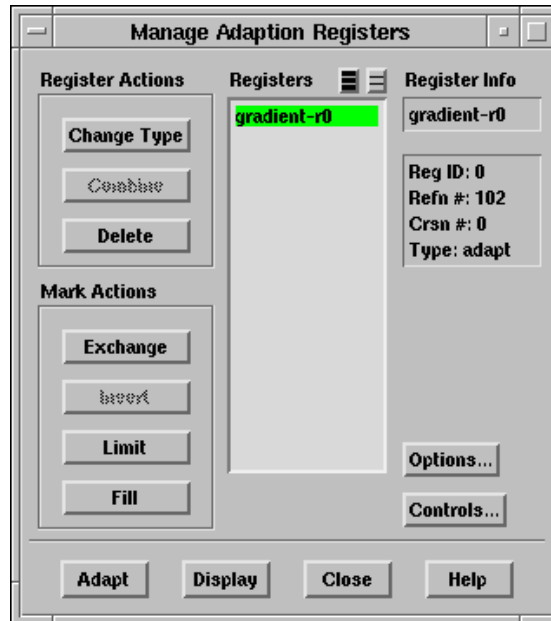 Manage Adaption Registers
Register Actions
Change Type
Combine
Delete
Mark Actions
Exchange
Invert
Limit
Fill
Registers
gradient-r0
Register Info
gradient-r0
Reg ID: 0
Refn #: 102
Crsn #: 0
Type: adapt
Options...
Controls...
Adapt
Display
Close
Help